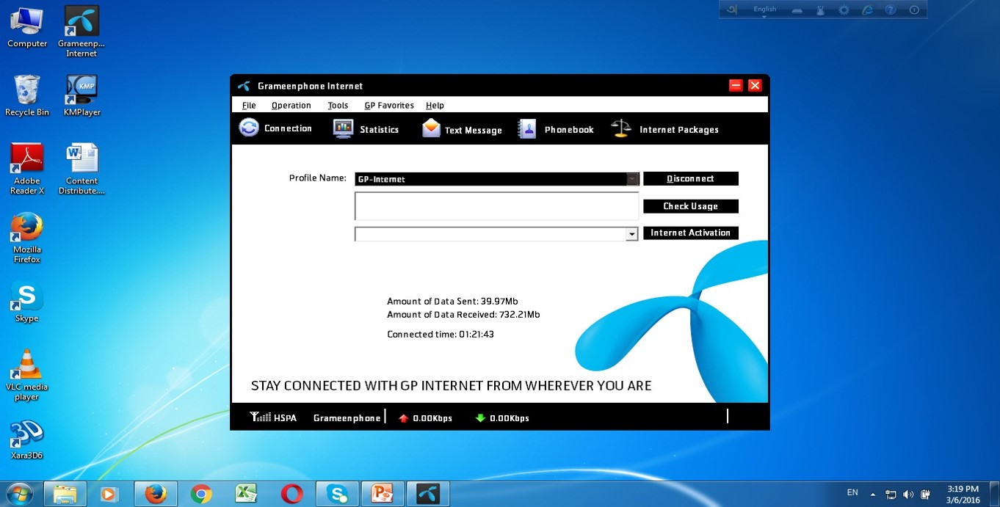 English
Computer
Grameenp...
Internet
Recycle Bin
KMP
KMPlayer
Adobe
Reader X
W
Content
Distribute....
Mozilla
Firefox
S
Skype
VLC media
player
3D
Xara3D6
Grameenphone Internet
File Operation Tools GP Favorites Help
Connection Statistics Text Message Phonebook Internet Packages
Profile Name: GP-Internet Disconnect
Check Usage
Internet Activation
Amount of Data Sent: 39.97Mb
Amount of Data Received: 732.21Mb
Connected time: 01:21:43
STAY CONNECTED WITH GP INTERNET FROM WHEREVER YOU ARE
HSPA Grameenphone 0.00Kbps 0.00Kbps
EN
3:19 PM
3/6/2016